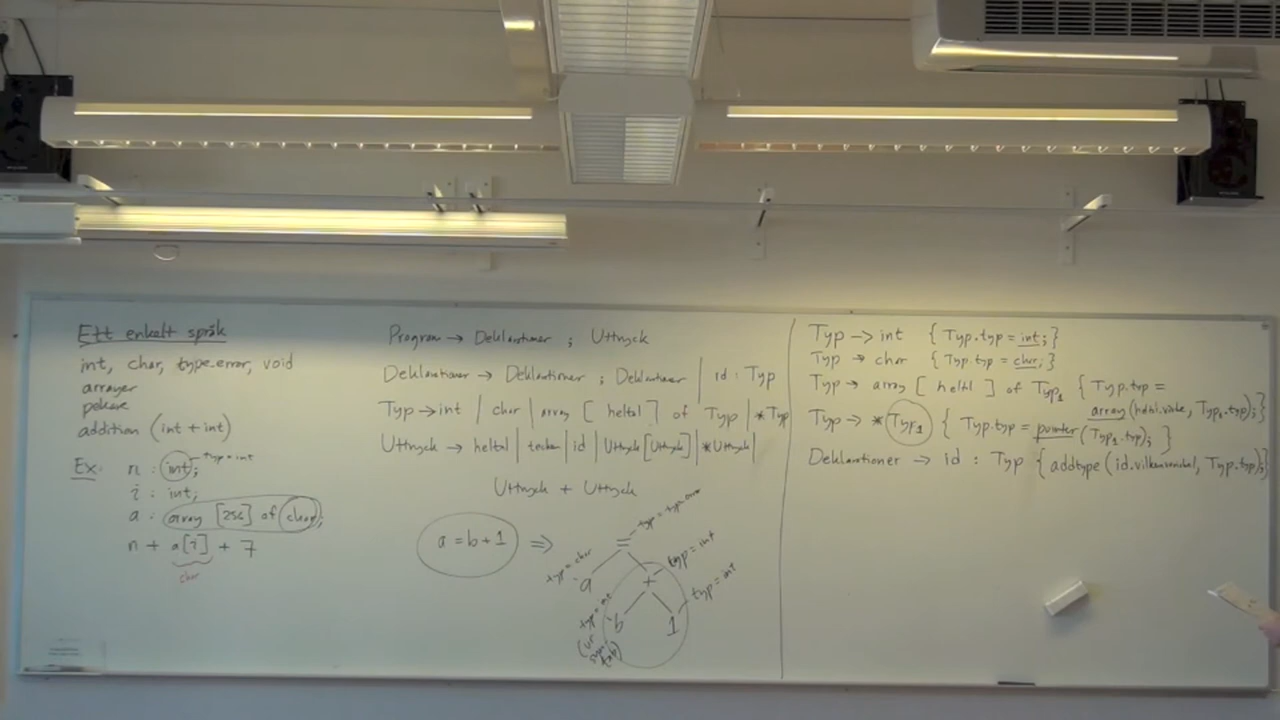 Ett enkelt språk
int, char, type-error, void
arrayer
pekare
addition (int + int)
Ex: n : int; typ = int
i : int;
a : array [256] of char;
n + a[i] + 7
char
Program → Deklarationer ; Uttryck
Deklarationer → Deklarationer ; Deklarationer | id : Typ
Typ → int | char | array [ heltal ] of Typ | *Typ
Uttryck → heltal | tecken | id | Uttryck [Uttryck] | *Uttryck |
Uttryck + Uttryck
a = b + 1 ⇒
= typ = type-error
a typ = char
+ typ = int
b typ = int
(ur
symtab)
1 typ = int
Typ → int { Typ.typ = int; }
Typ → char { Typ.typ = char; }
Typ → array [ heltal ] of Typ1 { Typ.typ =
array(heltal.värde, Typ1.typ); }
Typ → *Typ1 { Typ.typ = pointer(Typ1.typ); }
Deklarationer → id : Typ { addtype(id. Typ.typ); }